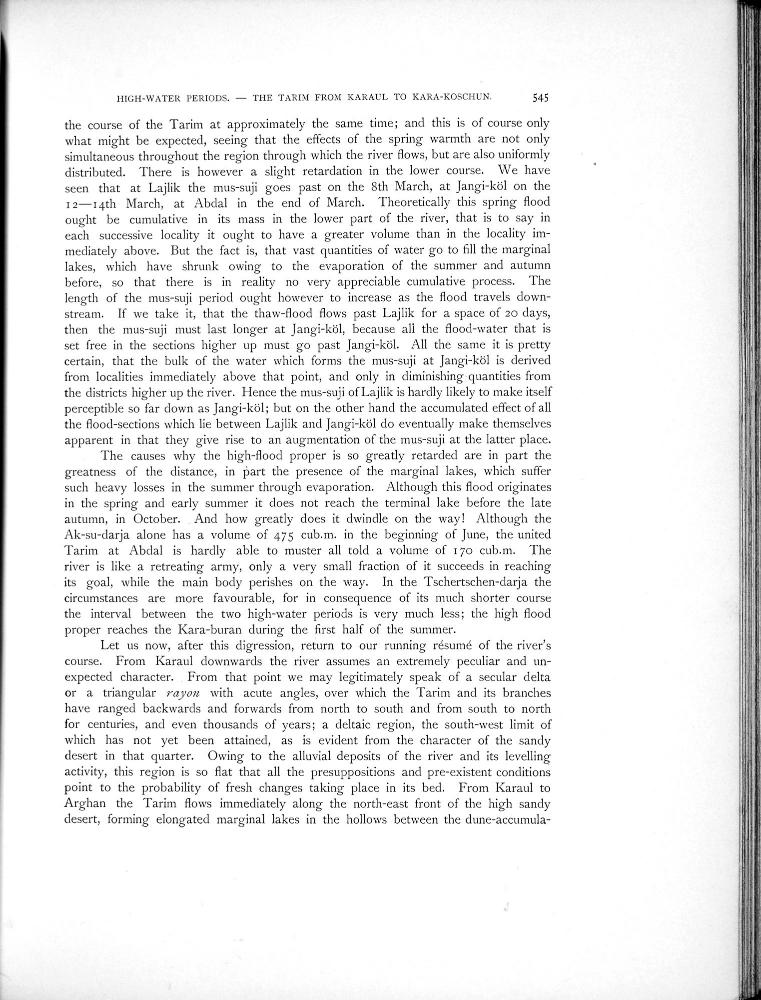 HIGH-WATER PERIODS. — THE TARIM FROM KARAUL TO KARA-KOSCHUN. 545
the course of the Tarim at approximately the same time; and this is of course only
what might be expected, seeing that the effects of the spring warmth are not only
simultaneous throughout the region through which the river flows, but are also uniformly
distributed. There is however a slight retardation in the lower course. We have
seen that at Lajlik the mus-suji goes past on the 8th March, at Jangi-köl on the
12—14th March, at Abdal in the end of March. Theoretically this spring flood
ought be cumulative in its mass in the lower part of the river, that is to say in
each successive locality it ought to have a greater volume than in the locality im-
mediately above. But the fact is, that vast quantities of water go to fill the marginal
lakes, which have shrunk owing to the evaporation of the summer and autumn
before, so that there is in reality no very appreciable cumulative process. The
length of the mus-suji period ought however to increase as the flood travels down-
stream. If we take it, that the thaw-flood flows past Lajlik for a space of 20 days,
then the mus-suji must last longer at Jangi-köl, because all the flood-water that is
set free in the sections higher up must go past Jangi-köl. All the same it is pretty
certain, that the bulk of the water which forms the mus-suji at Jangi-köl is derived
from localities immediately above that point, and only in diminishing quantities from
the districts higher up the river. Hence the mus-suji of Lajlik is hardly likely to make itself
perceptible so far down as Jangi-köl; but on the other hand the accumulated effect of all
the flood-sections which lie between Lajlik and Jangi-köl do eventually make themselves
apparent in that they give rise to an augmentation of the mus-suji at the latter place.
The causes why the high-flood proper is so greatly retarded are in part the
greatness of the distance, in part the presence of the marginal lakes, which suffer
such heavy losses in the summer through evaporation. Although this flood originates
in the spring and early summer it does not reach the terminal lake before the late
autumn, in October. And how greatly does it dwindle on the way! Although the
Ak-su-darja alone has a volume of 475 cub.m. in the beginning of June, the united
Tarim at Abdal is hardly able to muster all told a volume of 170 cub.m. The
river is like a retreating army, only a very small fraction of it succeeds in reaching
its goal, while the main body perishes on the way. In the Tschertschen-darja the
circumstances are more favourable, for in consequence of its much shorter course
the interval between the two high-water periods is very much less; the high flood
proper reaches the Kara-buran during the first half of the summer.
Let us now, after this digression, return to our running résumé of the river's
course. From Karaul downwards the river assumes an extremely peculiar and un-
expected character. From that point we may legitimately speak of a secular delta
or a triangular rayon with acute angles, over which the Tarim and its branches
have ranged backwards and forwards from north to south and from south to north
for centuries, and even thousands of years; a deltaic region, the south-west limit of
which has not yet been attained, as is evident from the character of the sandy
desert in that quarter. Owing to the alluvial deposits of the river and its levelling
activity, this region is so flat that all the presuppositions and pre-existent conditions
point to the probability of fresh changes taking place in its bed. From Karaul to
Arghan the Tarim flows immediately along the north-east front of the high sandy
desert, forming elongated marginal lakes in the hollows between the dune-accumula-